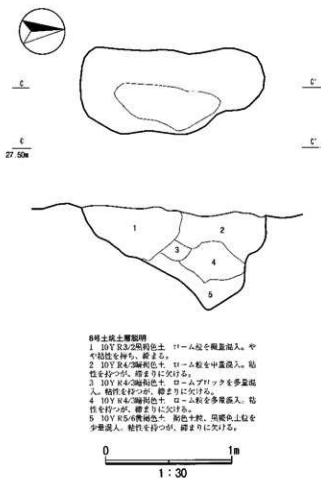 C C'
C C'
27.50m
1
2
3
4
5
6号土坑土層説明
1 10YR3/2黒褐色土 ローム粒を微量混入。や
や粘性を持ち、締まる。
2 10YR4/3暗褐色土 ローム粒を中量混入。粘
性を持つが、締まりに欠ける。
3 10YR4/3暗褐色土 ロームブロックを多量混
入。粘性を持つが、締まりに欠ける。
4 10YR4/3暗褐色土 ローム粒を多量混入。粘
性を持つが、締まりに欠ける。
5 10YR5/6黄褐色土 褐色土粒、黒褐色土粒を
少量混入。粘性を持つが、締まりに欠ける。
0 1m
1:30